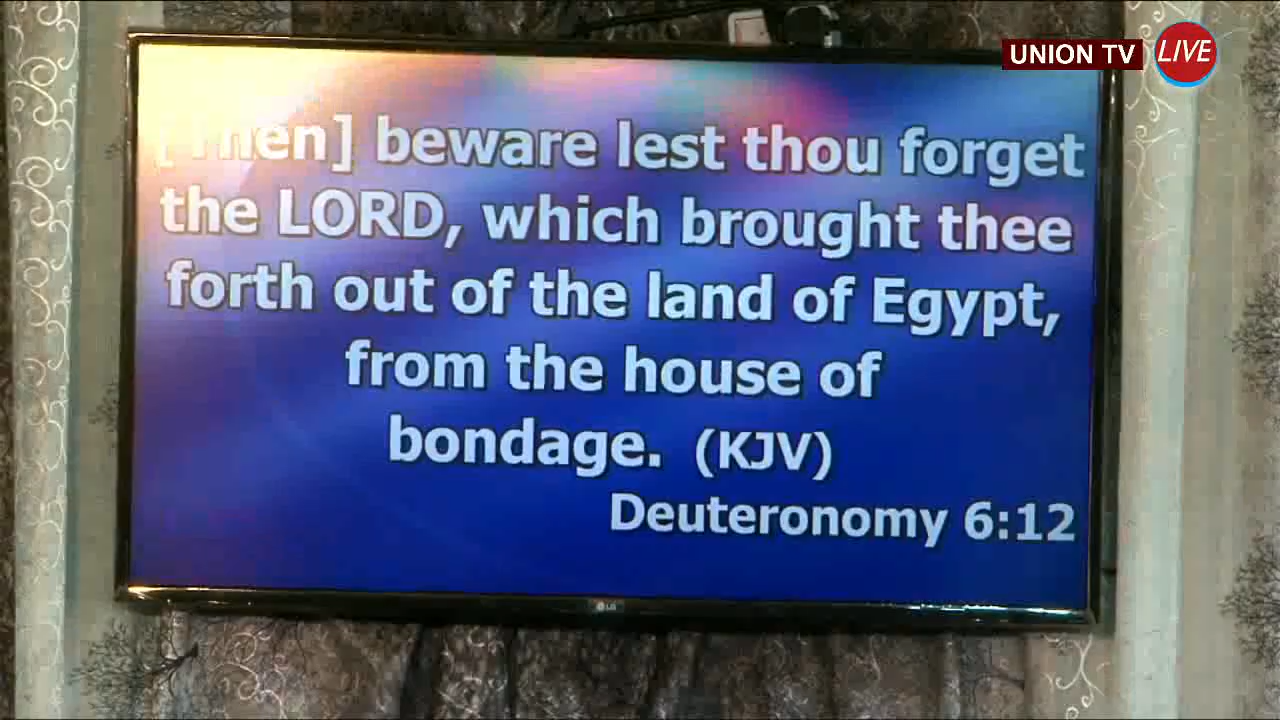 UNION TV LIVE
[Then] beware lest thou forget
the LORD, which brought thee
forth out of the land of Egypt,
from the house of
bondage. (KJV)
Deuteronomy 6:12
LG